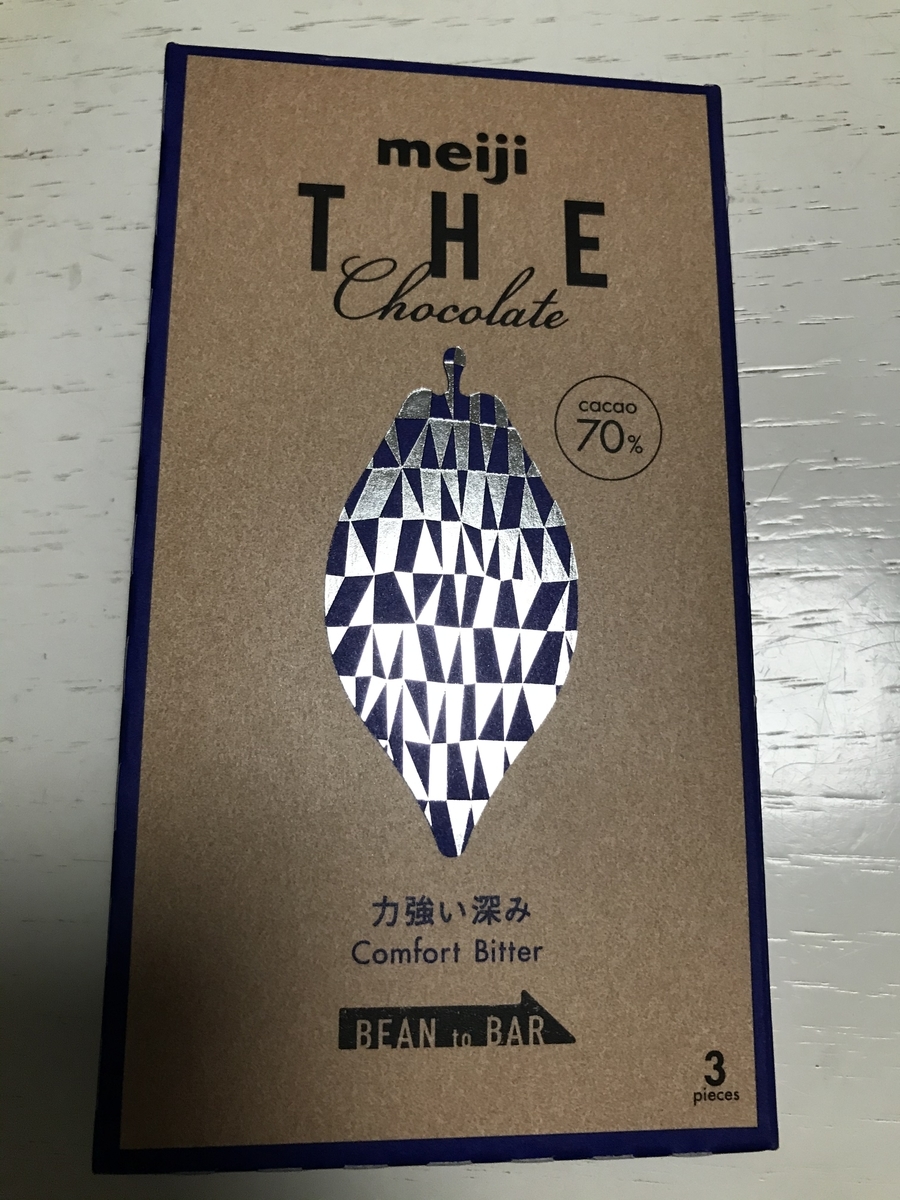 meiji
THE
Chocolate
cacao
70%
力強い深み
Comfort Bitter
BEAN to BAR
3
pieces